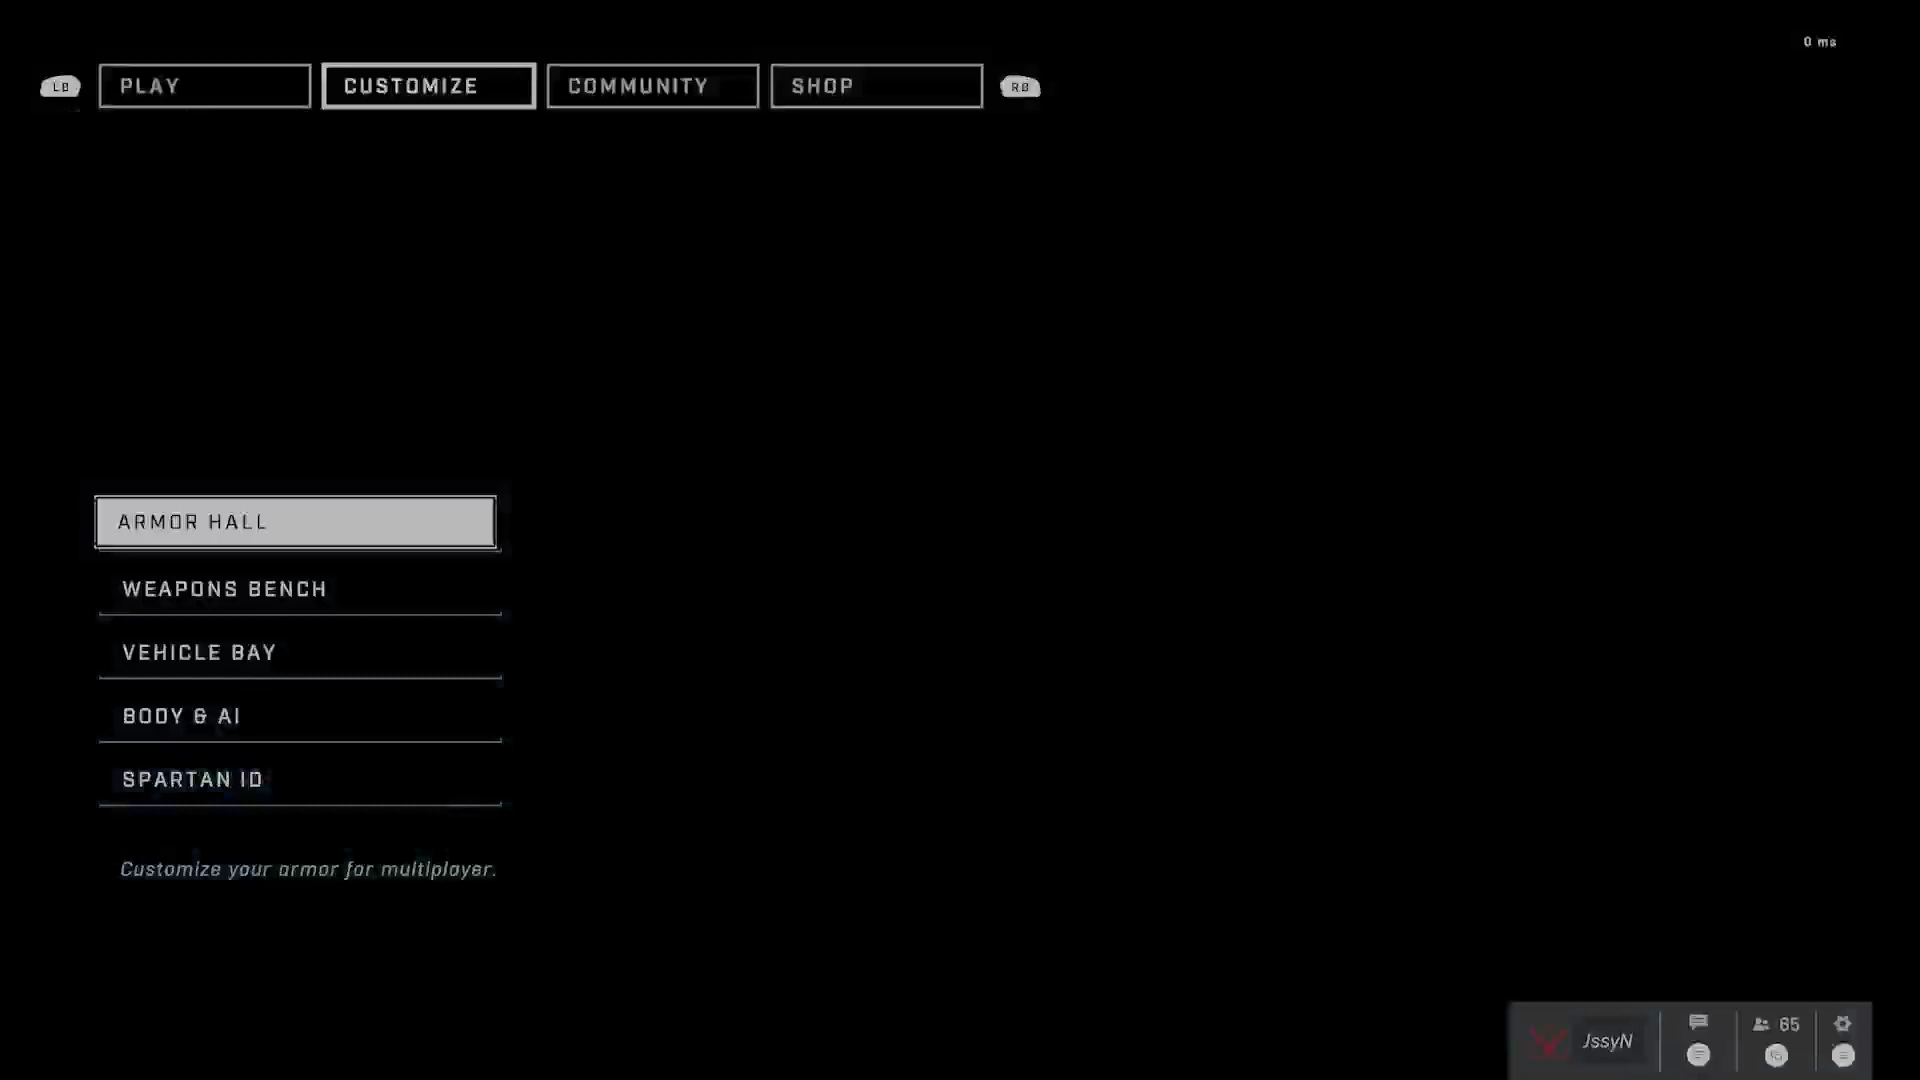 0 ms
LB PLAY CUSTOMIZE COMMUNITY SHOP RB
ARMOR HALL
WEAPONS BENCH
VEHICLE BAY
BODY & AI
SPARTAN ID
Customize your armor for multiplayer.
JssyN 65